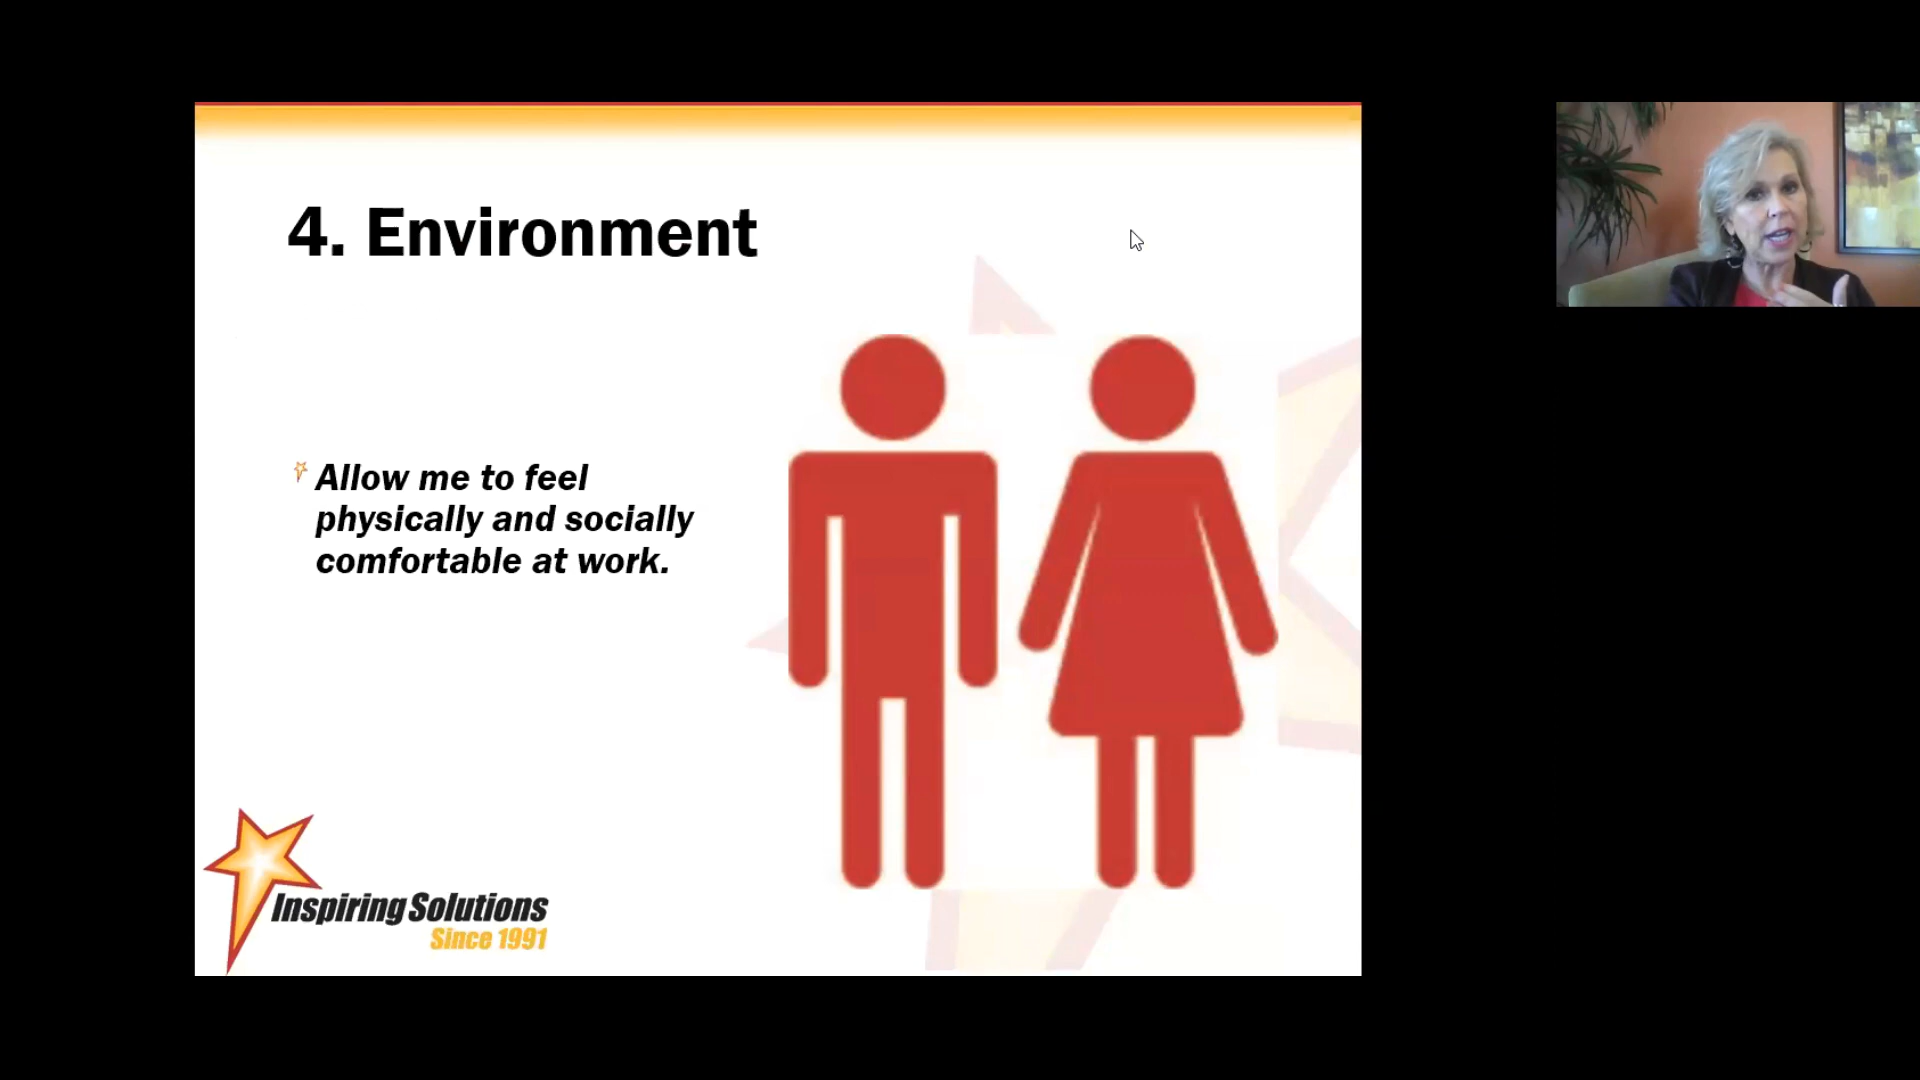 4. Environment
Allow me to feel
physically and socially
comfortable at work.
Inspiring Solutions
Since 1991